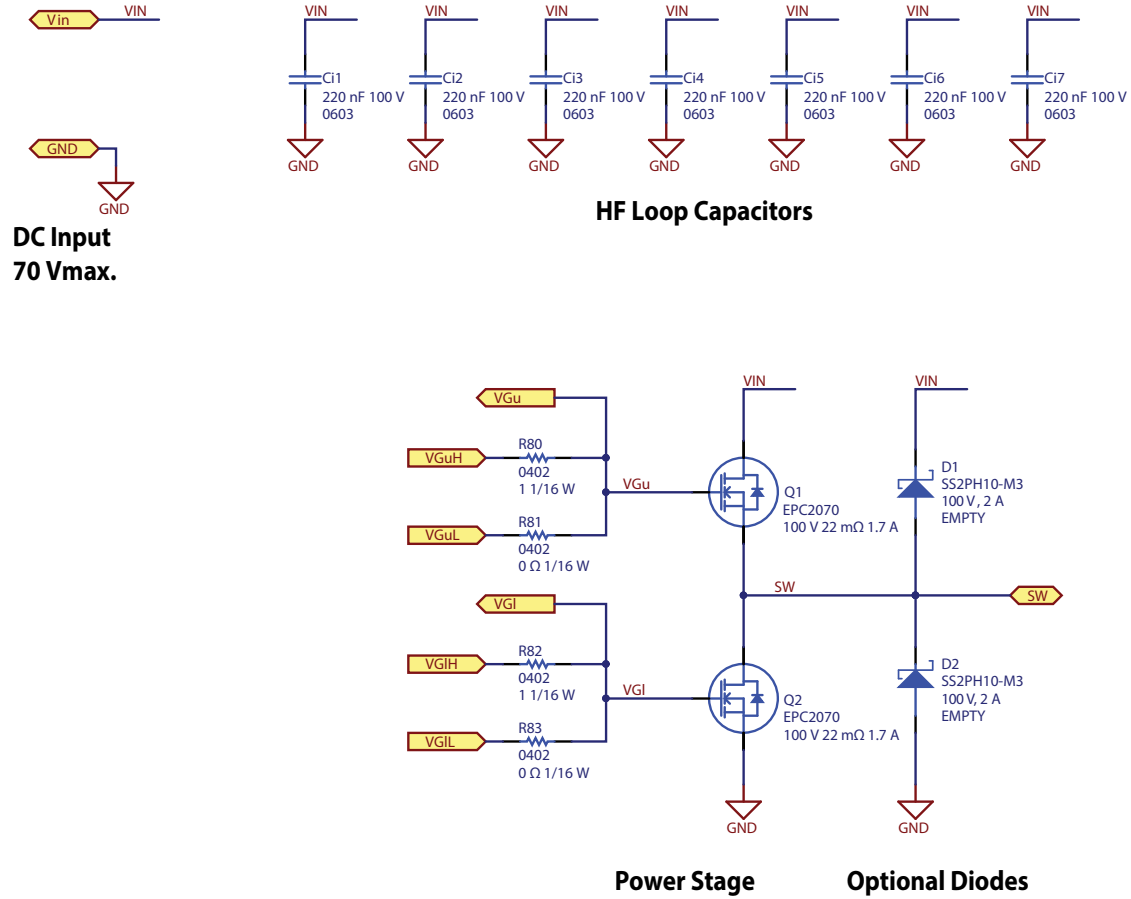 Vin
VIN
GND
GND
DC Input
70 Vmax.
VIN
Ci1
220 nF 100 V
0603
GND
VIN
Ci2
220 nF 100 V
0603
GND
VIN
Ci3
220 nF 100 V
0603
GND
VIN
Ci4
220 nF 100 V
0603
GND
VIN
Ci5
220 nF 100 V
0603
GND
VIN
Ci6
220 nF 100 V
0603
GND
VIN
Ci7
220 nF 100 V
0603
GND
HF Loop Capacitors
VGu
VGuH
R80
0402
1 1/16 W
VGuL
R81
0402
0 Ω 1/16 W
VGu
VIN
Q1
EPC2070
100 V 22 mΩ 1.7 A
VIN
D1
SS2PH10-M3
100 V, 2 A
EMPTY
SW
SW
VGl
VGlH
R82
0402
1 1/16 W
VGlL
R83
0402
0 Ω 1/16 W
VGl
Q2
EPC2070
100 V 22 mΩ 1.7 A
GND
D2
SS2PH10-M3
100 V, 2 A
EMPTY
GND
Power Stage
Optional Diodes